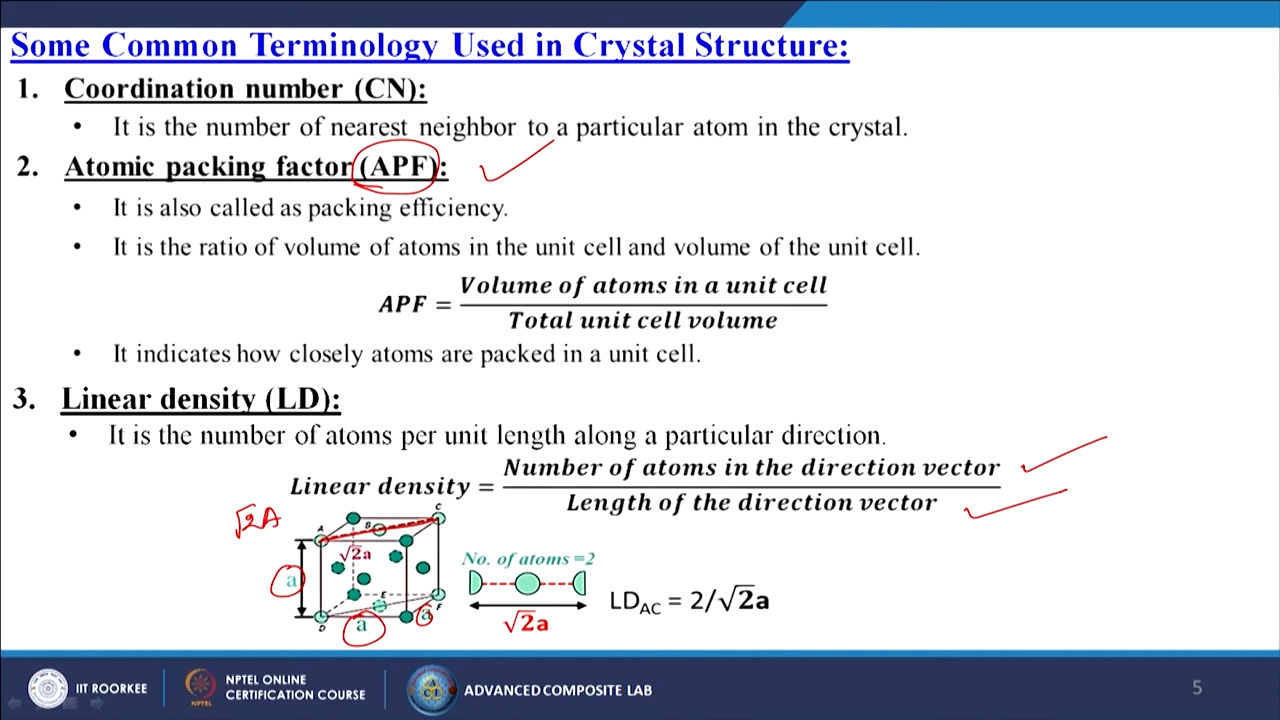 Some Common Terminology Used in Crystal Structure:
1. Coordination number (CN):
• It is the number of nearest neighbor to a particular atom in the crystal.
2. Atomic packing factor (APF):
• It is also called as packing efficiency.
• It is the ratio of volume of atoms in the unit cell and volume of the unit cell.
APF = Volume of atoms in a unit cell / Total unit cell volume
• It indicates how closely atoms are packed in a unit cell.
3. Linear density (LD):
• It is the number of atoms per unit length along a particular direction.
Linear density = Number of atoms in the direction vector / Length of the direction vector
√2A
A B C
√2a
a
D E F
a a
No. of atoms =2
√2a
LD_AC = 2/√2a
IIT ROORKEE
NPTEL ONLINE
CERTIFICATION COURSE
NPTEL
ACL
ADVANCED COMPOSITE LAB
5